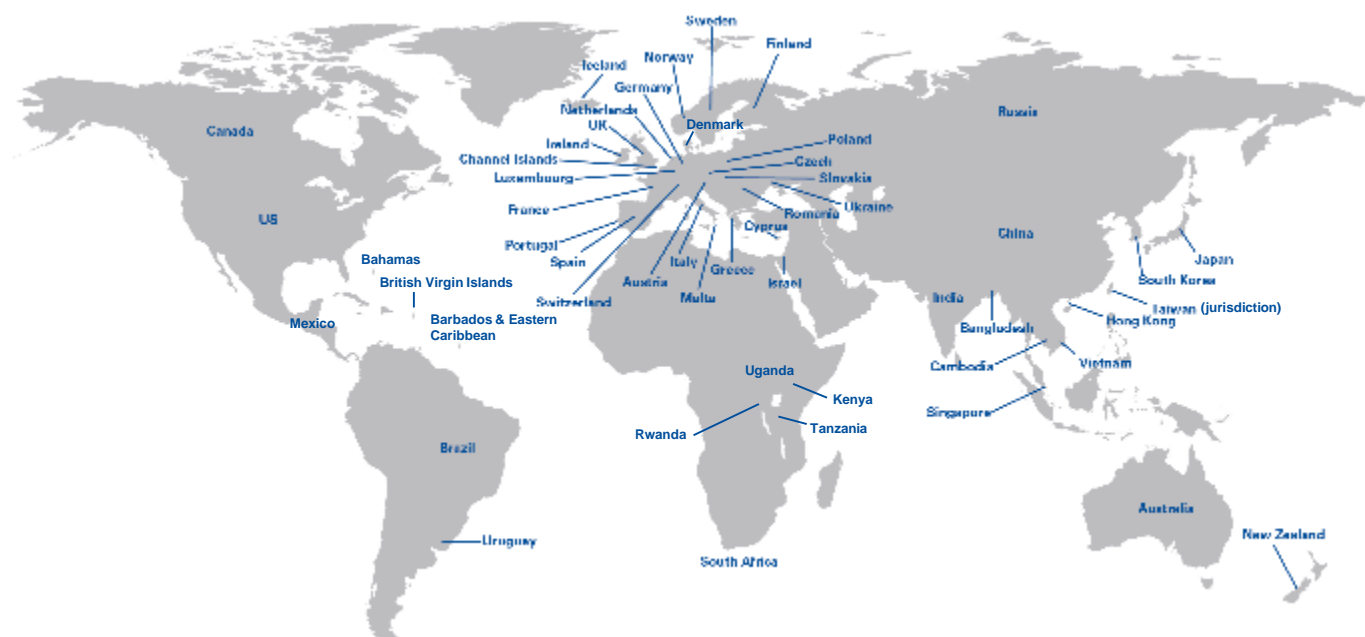 Sweden
Finland
Norway
Iceland
Germany
Netherlands
UK
Denmark
Canada
Ireland
Channel Islands
Luxembourg
Poland
Czech
Slovakia
Russia
France
Romania
Ukraine
US
Portugal
Spain
Cyprus
China
Bahamas
British Virgin Islands
Italy
Greece
Austria
Israel
Malta
Switzerland
Japan
South Korea
India
Taiwan (jurisdiction)
Mexico
Barbados & Eastern
Caribbean
Hong Kong
Bangladesh
Cambodia
Vietnam
Uganda
Kenya
Singapore
Rwanda
Tanzania
Brazil
Australia
Uruguay
New Zealand
South Africa